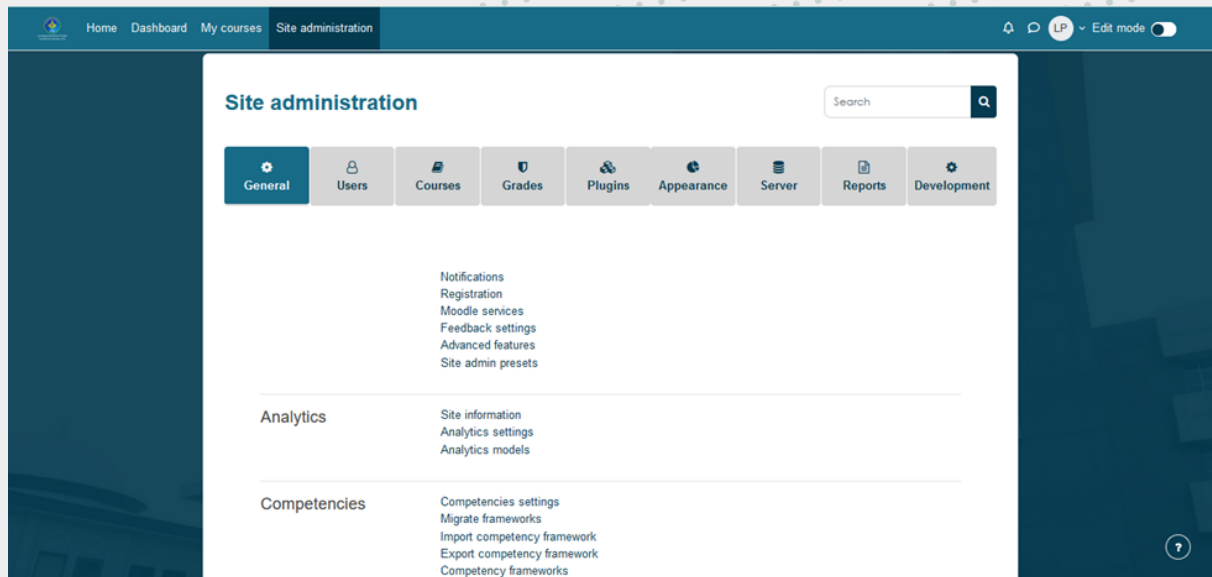 Home Dashboard My courses Site administration LP Edit mode
Site administration
Search
General Users Courses Grades Plugins Appearance Server Reports Development
Notifications
Registration
Moodle services
Feedback settings
Advanced features
Site admin presets
Analytics
Site information
Analytics settings
Analytics models
Competencies
Competencies settings
Migrate frameworks
Import competency framework
Export competency framework
Competency frameworks
?